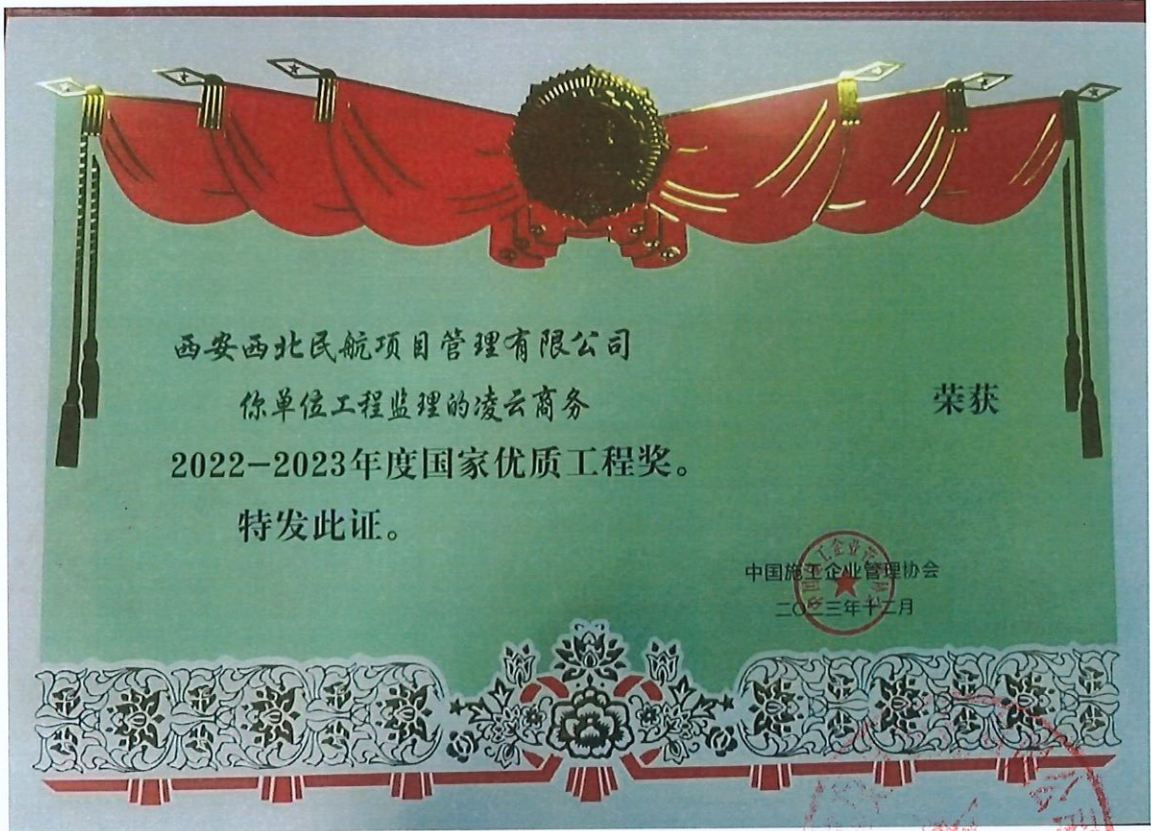 西安西北民航项目管理有限公司
你单位工程监理的凌云商务 荣获
2022-2023年度国家优质工程奖。
特发此证。
中国施工企业管理协会
二〇二三年十二月